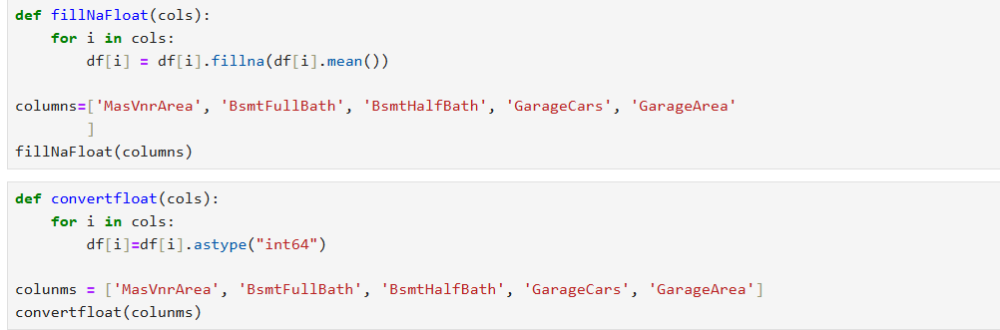 def fillNaFloat(cols):
    for i in cols:
        df[i] = df[i].fillna(df[i].mean())
columns=['MasVnrArea', 'BsmtFullBath', 'BsmtHalfBath', 'GarageCars', 'GarageArea'
        ]
fillNaFloat(columns)
def convertfloat(cols):
    for i in cols:
        df[i]=df[i].astype("int64")
colunms = ['MasVnrArea', 'BsmtFullBath', 'BsmtHalfBath', 'GarageCars', 'GarageArea']
convertfloat(colunms)